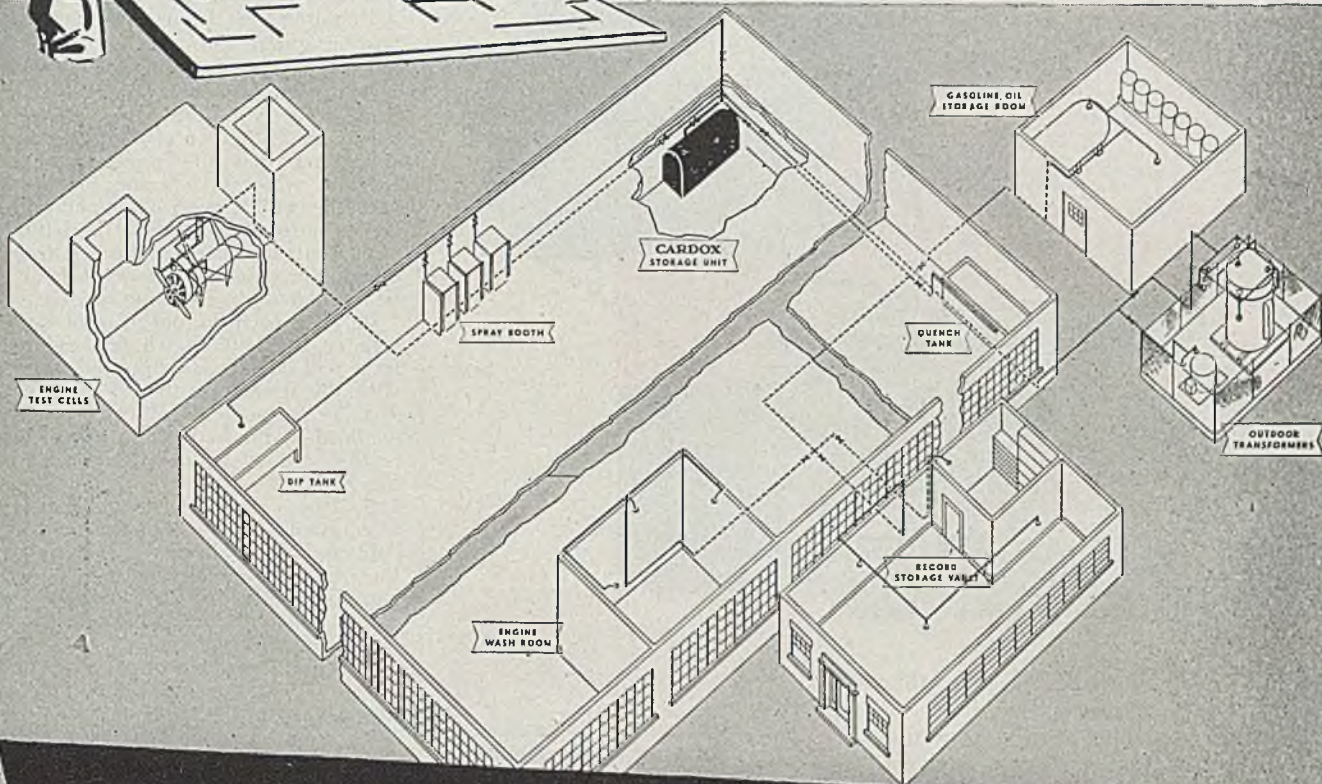 GASOLINE, OIL
STORAGE ROOM
CARDOX
STORAGE UNIT
SPRAY BOOTH
QUENCH
TANK
ENGINE
TEST CELLS
OUTDOOR
TRANSFORMERS
DIP TANK
RECORD
STORAGE VAULT
ENGINE
WASH ROOM